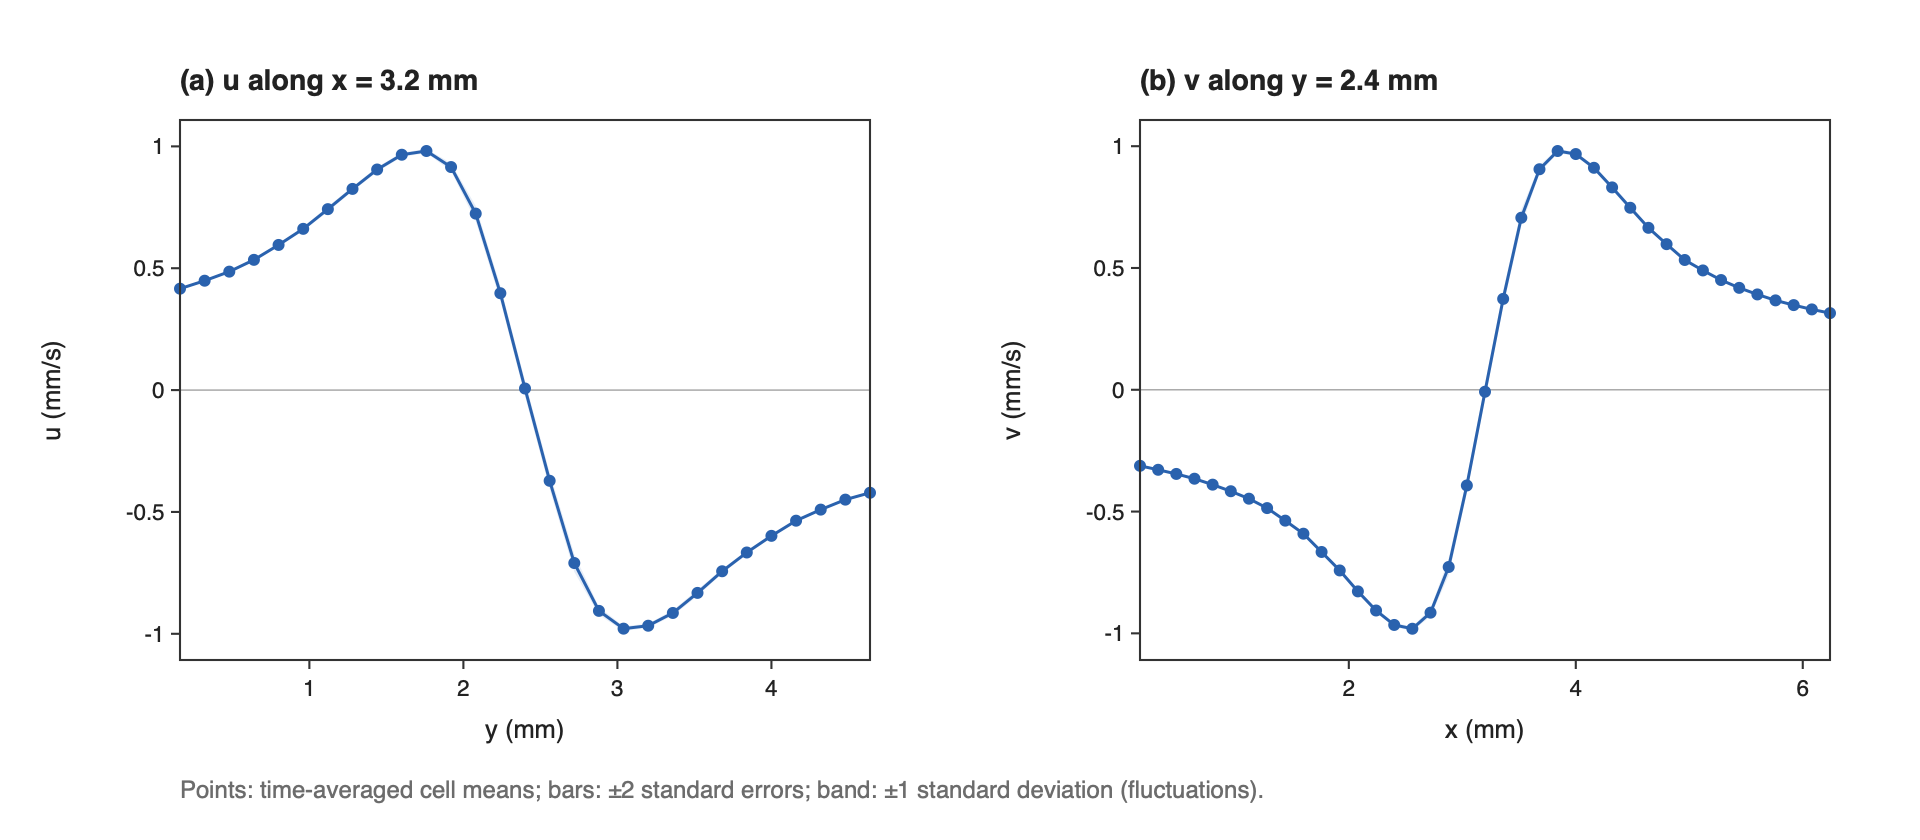 (a) u along x = 3.2 mm
1
0.5
0
-0.5
-1
u (mm/s)
1 2 3 4
y (mm)
(b) v along y = 2.4 mm
1
0.5
0
-0.5
-1
v (mm/s)
2 4 6
x (mm)
Points: time-averaged cell means; bars: ±2 standard errors; band: ±1 standard deviation (fluctuations).